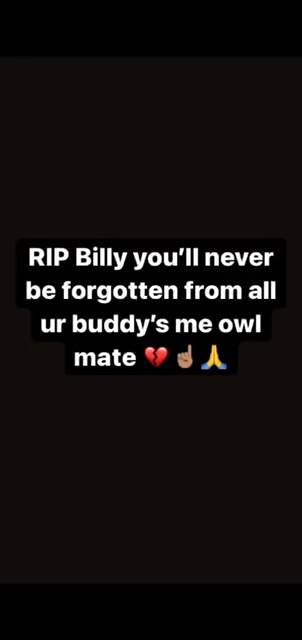 RIP Billy you’ll never
be forgotten from all
ur buddy’s me owl
mate 💔☝🏽🙏